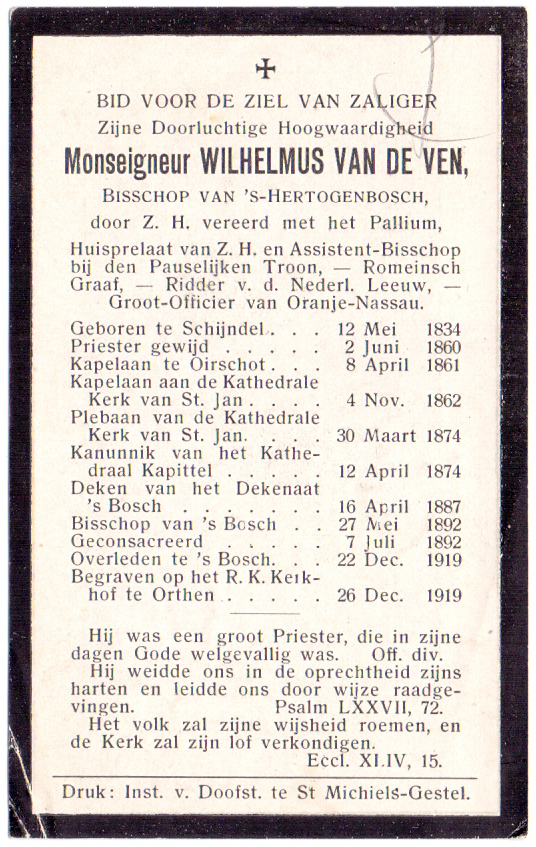 BID VOOR DE ZIEL VAN ZALIGER
Zijne Doorluchtige Hoogwaardigheid
Monseigneur WILHELMUS VAN DE VEN,
BISSCHOP VAN 'S-HERTOGENBOSCH,
door Z. H. vereerd met het Pallium,
Huisprelaat van Z. H. en Assistent-Bisschop
bij den Pauselijken Troon, — Romeinsch
Graaf, — Ridder v. d. Nederl. Leeuw, —
Groot-Officier van Oranje-Nassau.
Geboren te Schijndel . . . 12 Mei 1834
Priester gewijd . . . . . 2 Juni 1860
Kapelaan te Oirschot . . . 8 April 1861
Kapelaan aan de Kathedrale
Kerk van St. Jan . . . . 4 Nov. 1862
Plebaan van de Kathedrale
Kerk van St. Jan. . . . . 30 Maart 1874
Kanunnik van het Kathe-
draal Kapittel . . . . . 12 April 1874
Deken van het Dekenaat
's Bosch . . . . . . . 16 April 1887
Bisschop van 's Bosch . . 27 Mei 1892
Geconsacreerd . . . . . 7 Juli 1892
Overleden te 's Bosch. . . 22 Dec. 1919
Begraven op het R. K. Kerk-
hof te Orthen . . . . . 26 Dec. 1919
Hij was een groot Priester, die in zijne
dagen Gode welgevallig was. Off. div.
Hij weidde ons in de oprechtheid zijns
harten en leidde ons door wijze raadge-
vingen. Psalm LXXVII, 72.
Het volk zal zijne wijsheid roemen, en
de Kerk zal zijn lof verkondigen.
Eccl. XLIV, 15.
Druk: Inst. v. Doofst. te St Michiels-Gestel.